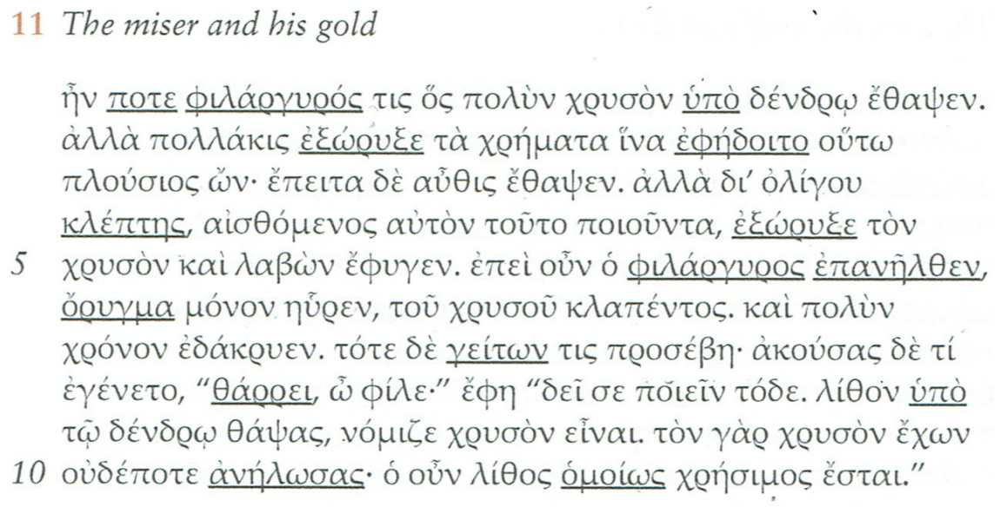 11 The miser and his gold
ἦν ποτε φιλάργυρός τις ὅς πολὺν χρυσὸν ὑπὸ δένδρῳ ἔθαψεν.
ἀλλὰ πολλάκις ἐξώρυξε τὰ χρήματα ἵνα ἐφήδοιτο οὕτω
πλούσιος ὤν· ἔπειτα δὲ αὖθις ἔθαψεν. ἀλλὰ δι’ ὀλίγου
κλέπτης, αἰσθόμενος αὐτὸν τοῦτο ποιοῦντα, ἐξώρυξε τὸν
5 χρυσὸν καὶ λαβὼν ἔφυγεν. ἐπεὶ οὖν ὁ φιλάργυρος ἐπανῆλθεν,
ὄρυγμα μόνον ηὗρεν, τοῦ χρυσοῦ κλαπέντος. καὶ πολὺν
χρόνον ἐδάκρυεν. τότε δὲ γείτων τις προσέβη· ἀκούσας δὲ τί
ἐγένετο, “θάρρει, ὦ φίλε·” ἔφη “δεῖ σε ποιεῖν τόδε. λίθον ὑπὸ
τῷ δένδρῳ θάψας, νόμιζε χρυσὸν εἶναι. τὸν γὰρ χρυσὸν ἔχων
10 οὐδέποτε ἀνήλωσας· ὁ οὖν λίθος ὁμοίως χρήσιμος ἔσται.”